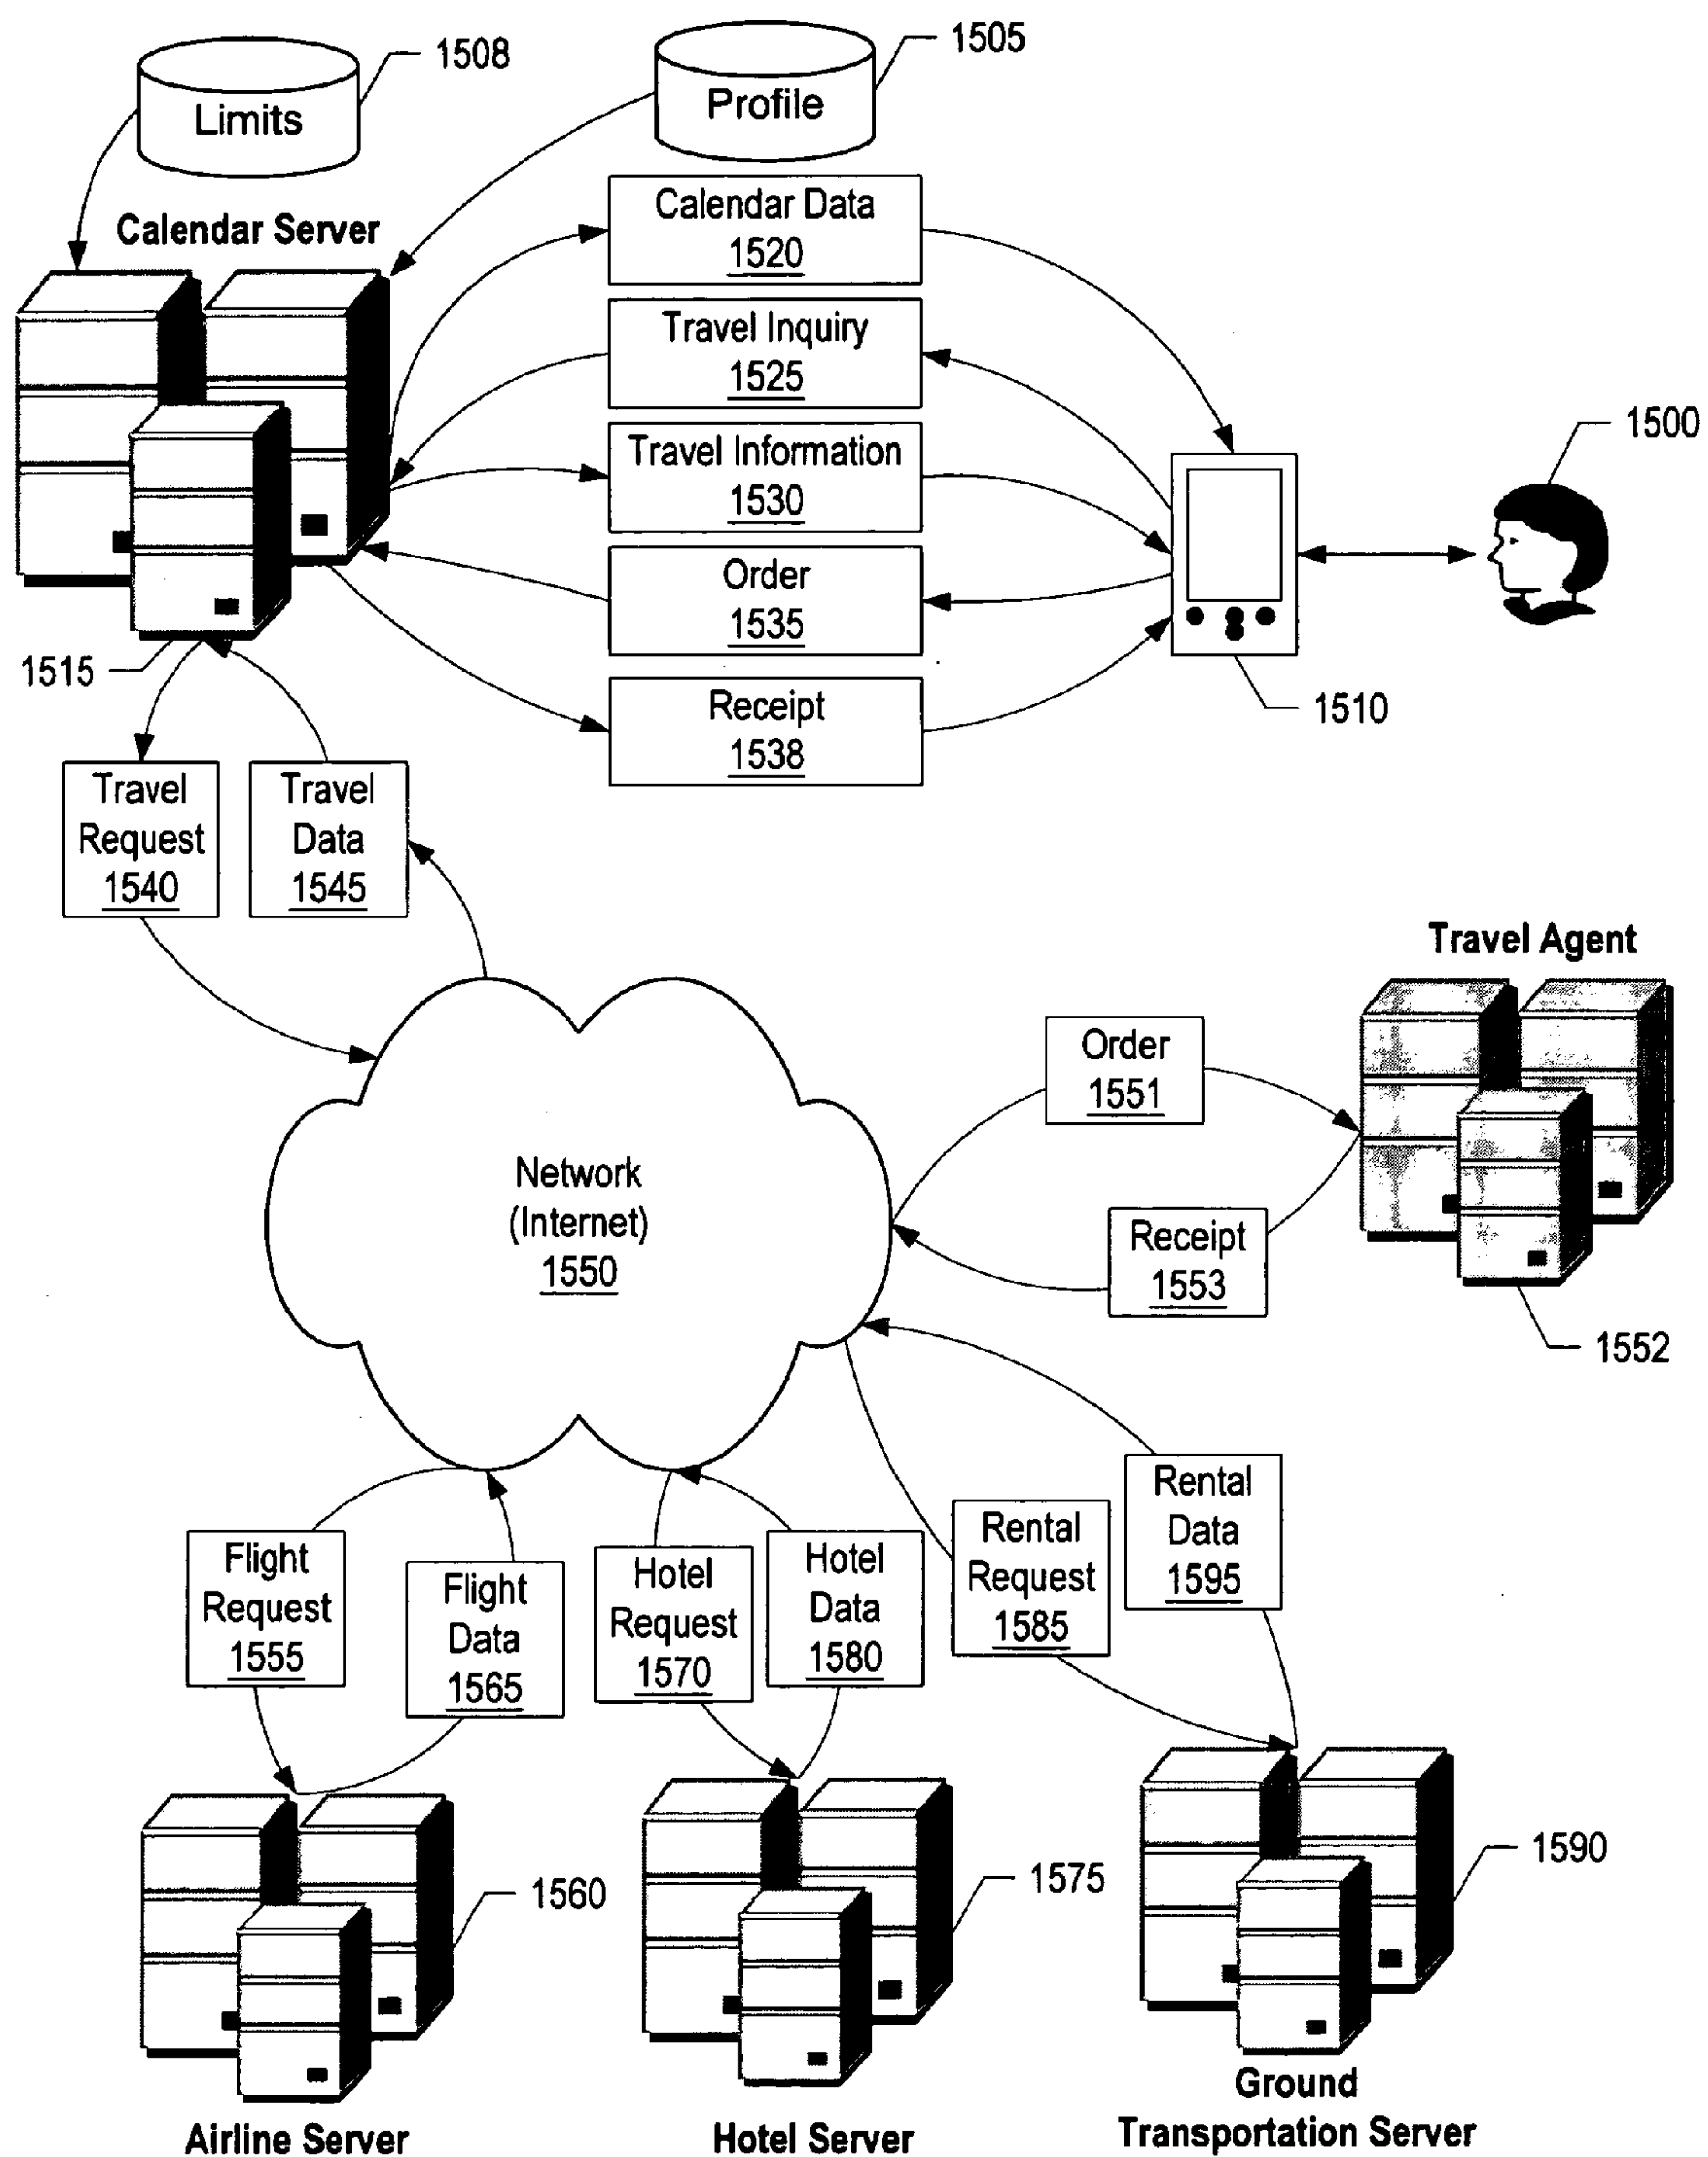 1508
1505
Limits
Profile
Calendar Server
Calendar Data
1520
Travel Inquiry
1525
Travel Information
1530
Order
1535
Receipt
1538
1500
1510
1515
Travel
Request
1540
Travel
Data
1545
Travel Agent
Order
1551
Receipt
1553
1552
Network
(Internet)
1550
Flight
Request
1555
Flight
Data
1565
Hotel
Request
1570
Hotel
Data
1580
Rental
Request
1585
Rental
Data
1595
1560
1575
1590
Airline Server
Hotel Server
Ground
Transportation Server